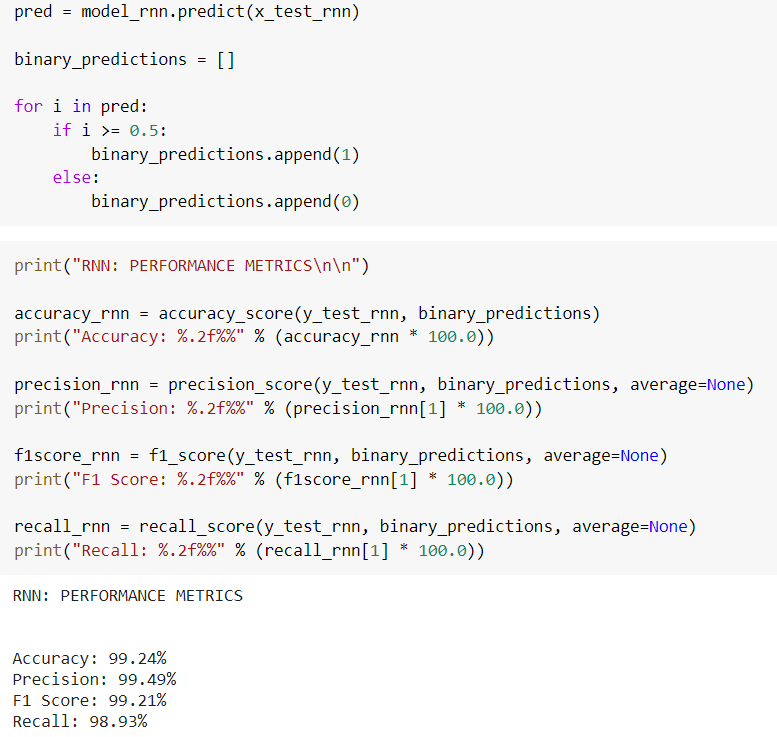 pred = model_rnn.predict(x_test_rnn)
binary_predictions = []
for i in pred:
    if i >= 0.5:
        binary_predictions.append(1)
    else:
        binary_predictions.append(0)
print("RNN: PERFORMANCE METRICS\n\n")
accuracy_rnn = accuracy_score(y_test_rnn, binary_predictions)
print("Accuracy: %.2f%%" % (accuracy_rnn * 100.0))
precision_rnn = precision_score(y_test_rnn, binary_predictions, average=None)
print("Precision: %.2f%%" % (precision_rnn[1] * 100.0))
f1score_rnn = f1_score(y_test_rnn, binary_predictions, average=None)
print("F1 Score: %.2f%%" % (f1score_rnn[1] * 100.0))
recall_rnn = recall_score(y_test_rnn, binary_predictions, average=None)
print("Recall: %.2f%%" % (recall_rnn[1] * 100.0))
RNN: PERFORMANCE METRICS
Accuracy: 99.24%
Precision: 99.49%
F1 Score: 99.21%
Recall: 98.93%